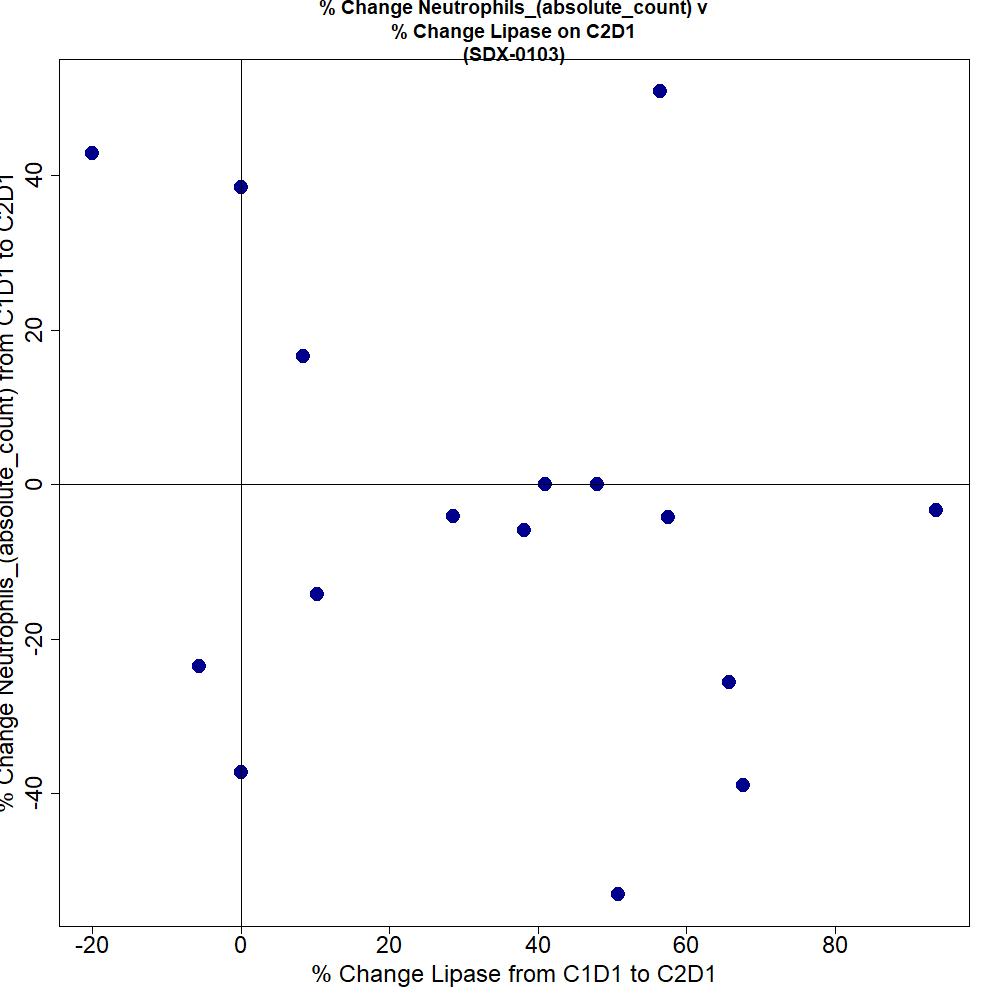 % Change Neutrophils_(absolute_count) v
% Change Lipase on C2D1
(SDX-0103)
% Change Neutrophils_(absolute_count) from C1D1 to C2D1
40
20
0
-20
-40
-20
0
20
40
60
80
% Change Lipase from C1D1 to C2D1